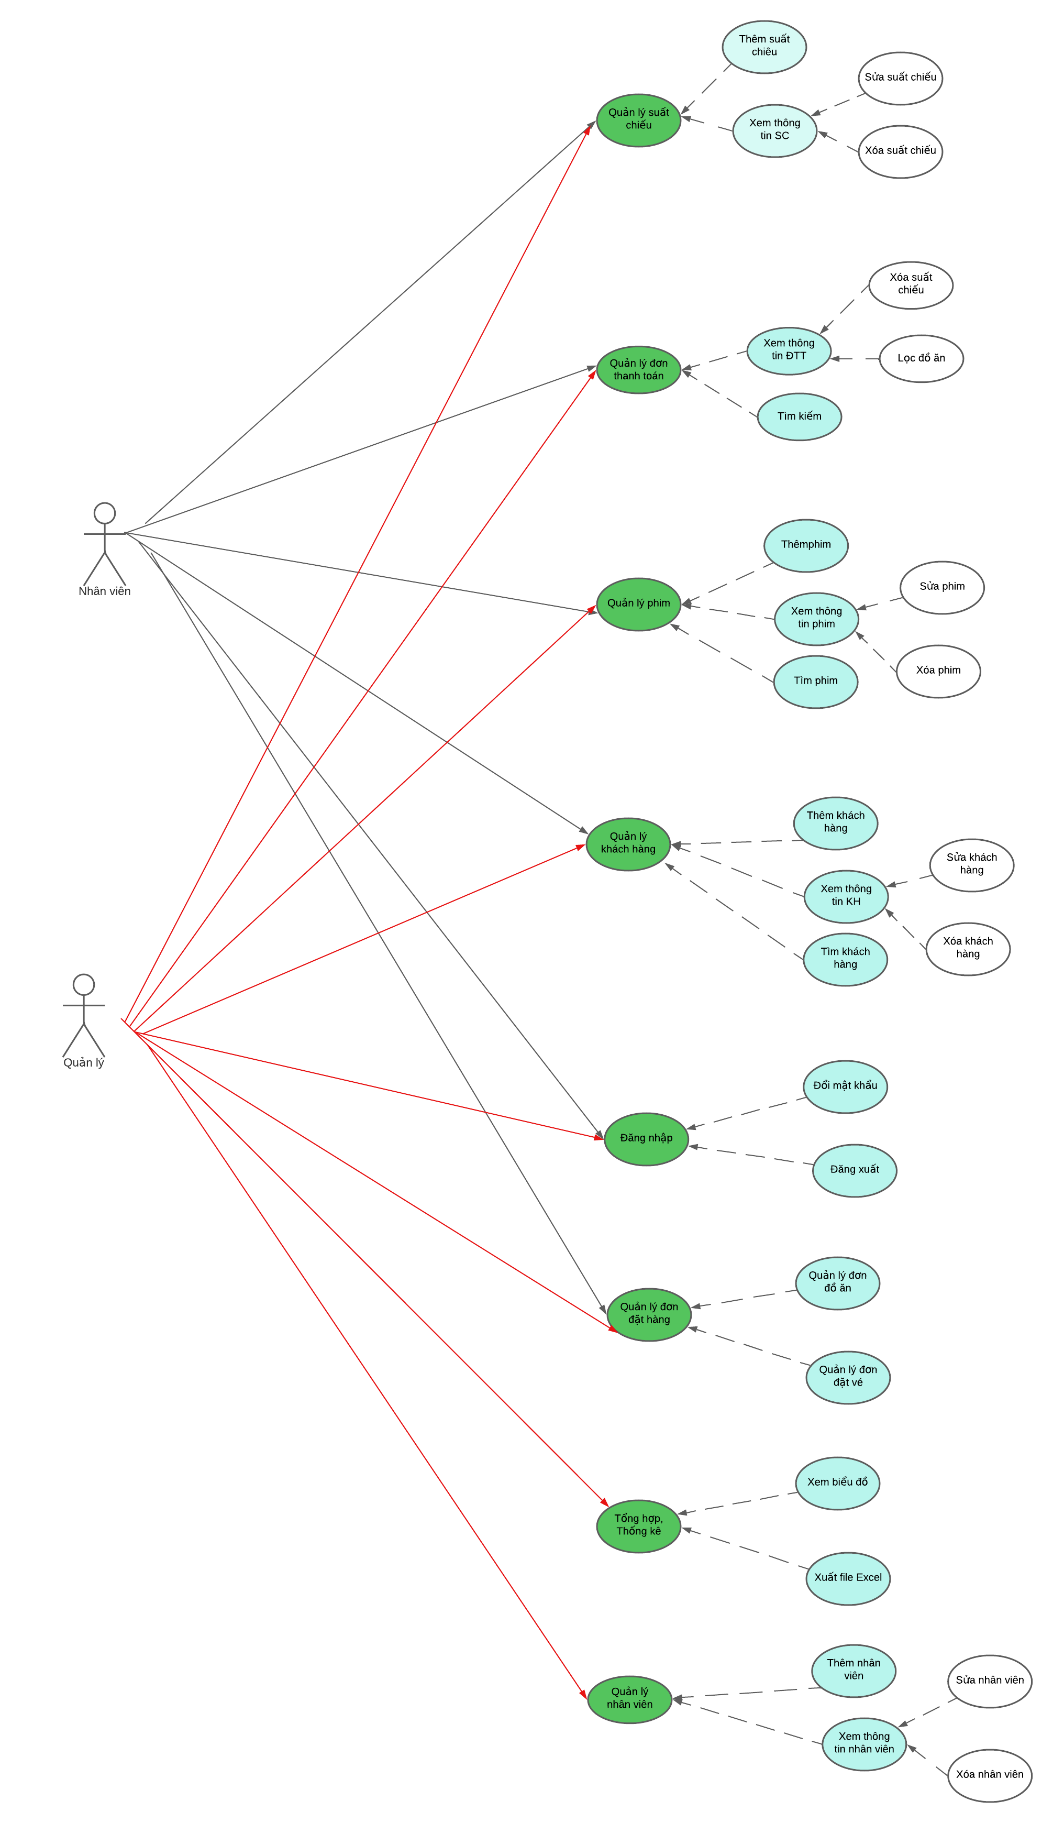 Thêm suất
chiêu
Sửa suất chiếu
Quản lý suất
chiếu
Xem thông
tin SC
Xóa suất chiếu
Xóa suất
chiếu
Quản lý đơn
thanh toán
Xem thông
tin ĐTT
Lọc đồ ăn
Tìm kiếm
Nhân viên
Thêmphim
Sửa phim
Quản lý phim
Xem thông
tin phim
Xóa phim
Tìm phim
Thêm khách
hàng
Quản lý
khách hàng
Sửa khách
hàng
Xem thông
tin KH
Xóa khách
hàng
Tìm khách
hàng
Quản lý
Đổi mật khẩu
Đăng nhập
Đăng xuất
Quản lý đơn
đồ ăn
Quản lý đơn
đặt hàng
Quản lý đơn
đặt vé
Xem biểu đồ
Tổng hợp,
Thống kê
Xuất file Excel
Thêm nhân
viên
Quản lý
nhân viên
Sửa nhân viên
Xem thông
tin nhân viên
Xóa nhân viên